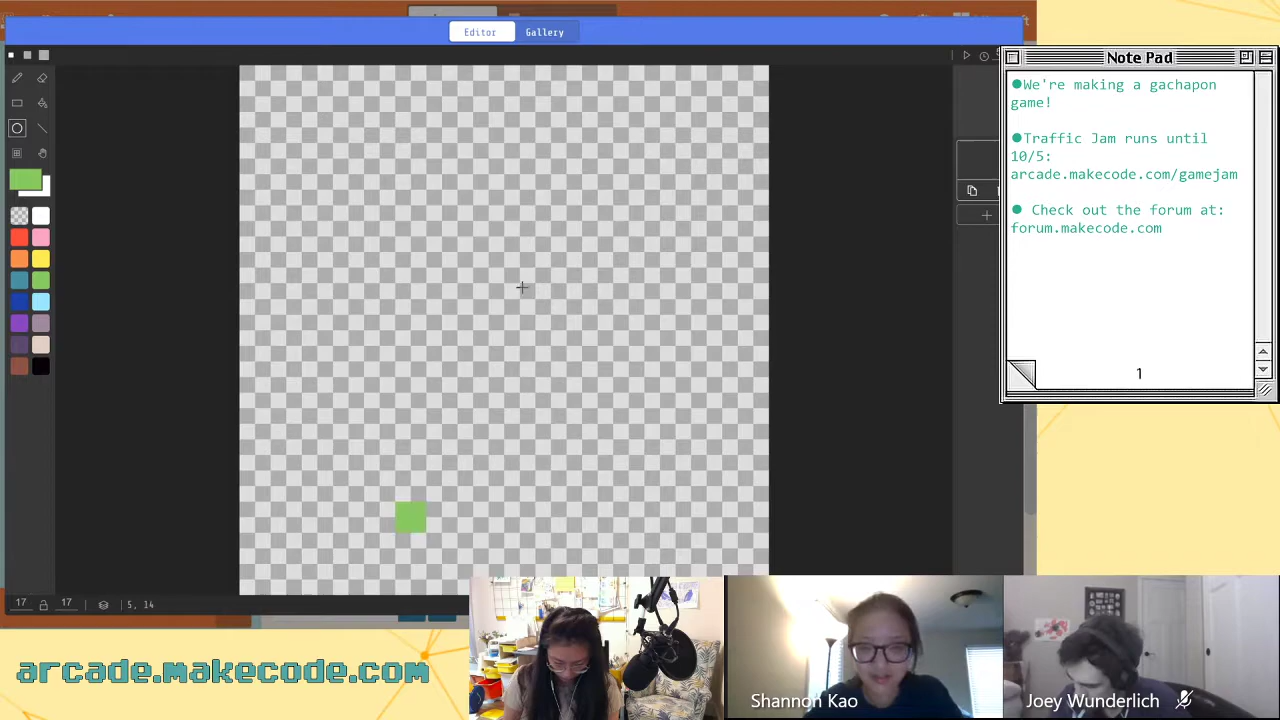 Editor Gallery
Note Pad
●We're making a gachapon
game!
●Traffic Jam runs until
10/5:
arcade.makecode.com/gamejam
● Check out the forum at:
forum.makecode.com
1
17 17 5, 14
arcade.makecode.com
Shannon Kao
Joey Wunderlich